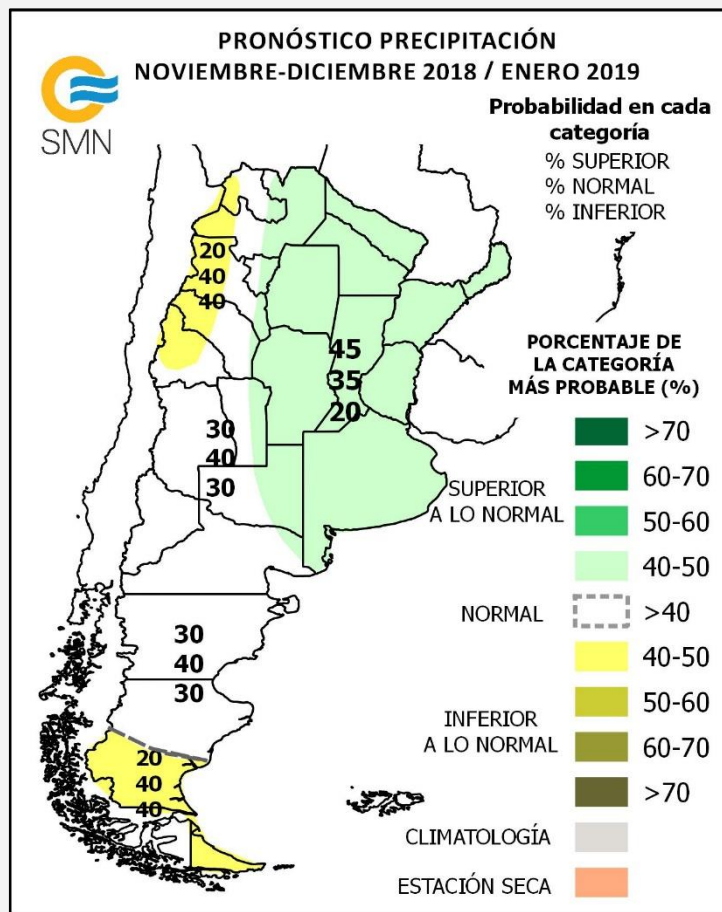 PRONÓSTICO PRECIPITACIÓN
NOVIEMBRE-DICIEMBRE 2018 / ENERO 2019
SMN
Probabilidad en cada
categoría
% SUPERIOR
% NORMAL
% INFERIOR
20
40
40
45
35
20
30
40
30
30
40
30
20
40
40
PORCENTAJE DE
LA CATEGORÍA
MÁS PROBABLE (%)
>70
60-70
SUPERIOR
A LO NORMAL
50-60
40-50
NORMAL
>40
40-50
50-60
INFERIOR
A LO NORMAL
60-70
>70
CLIMATOLOGÍA
ESTACIÓN SECA